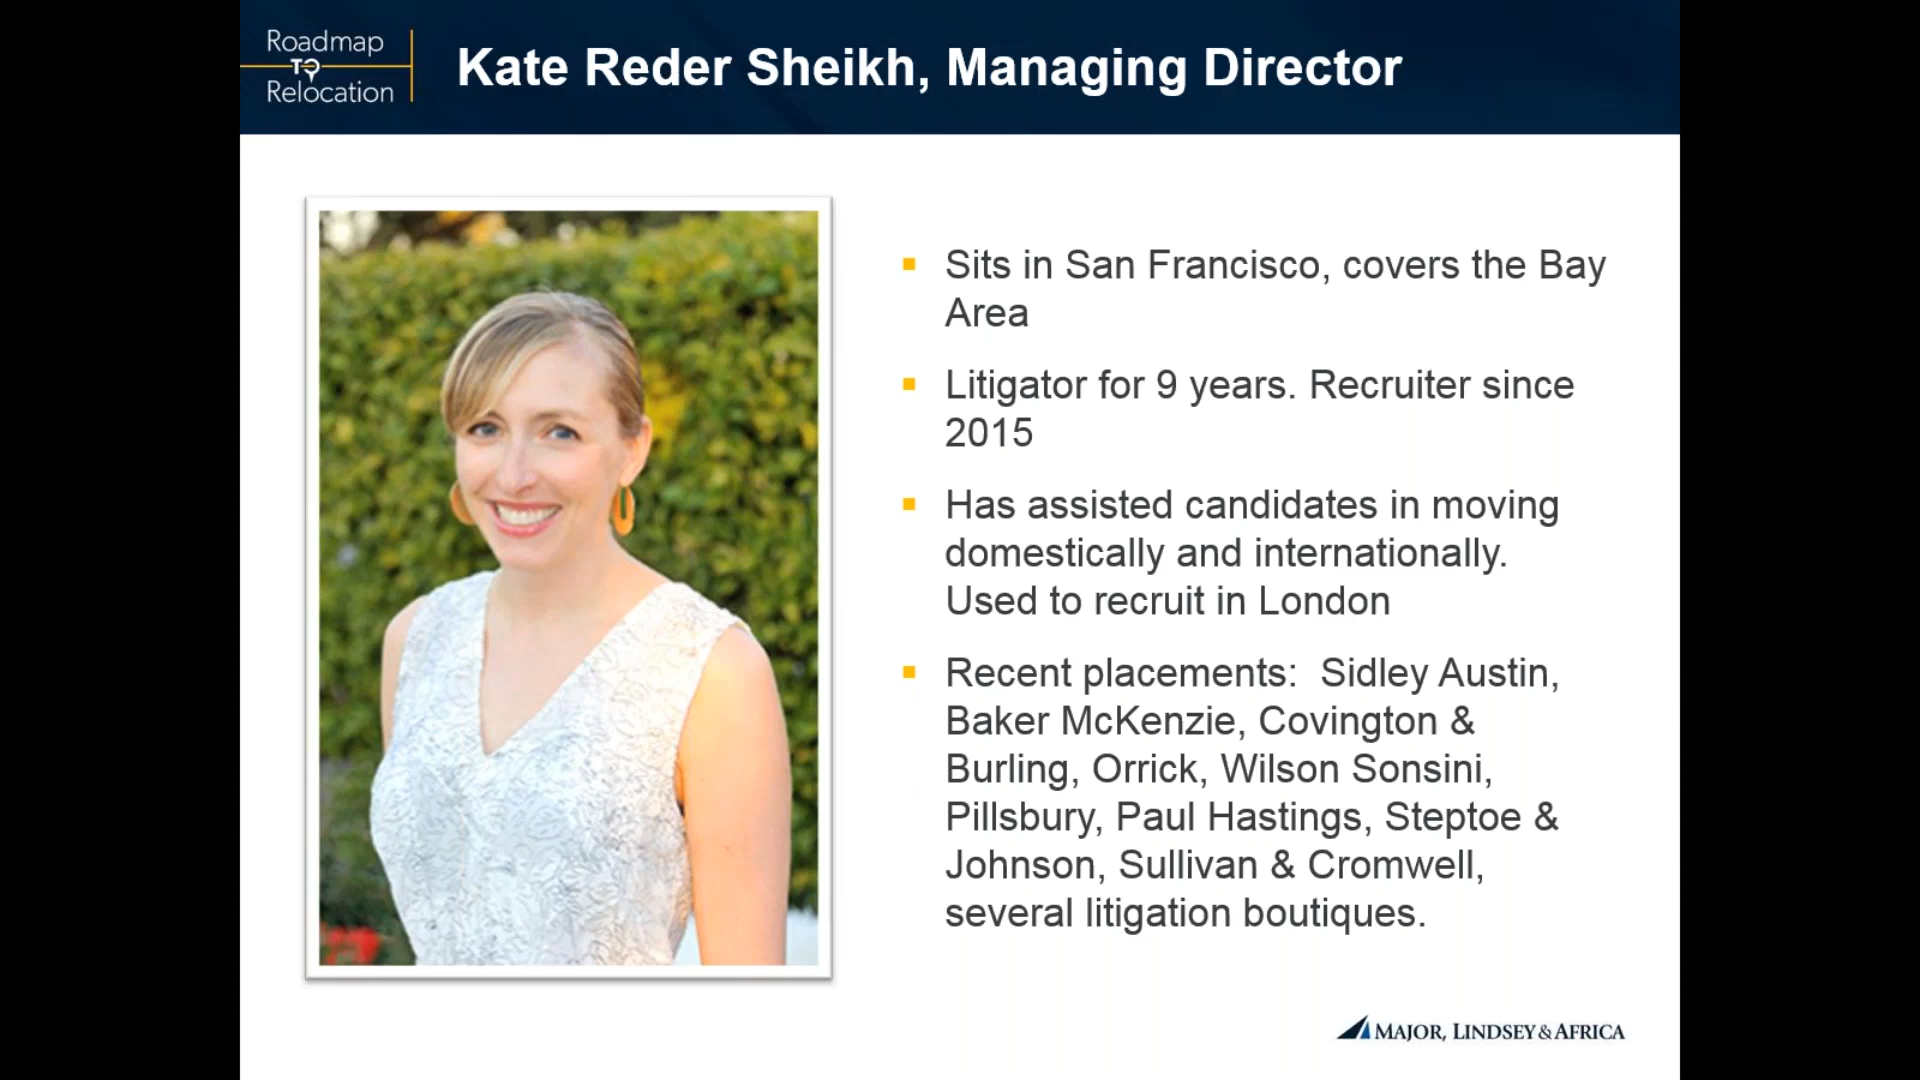 Roadmap
TO
Relocation
Kate Reder Sheikh, Managing Director
▪ Sits in San Francisco, covers the Bay
Area
▪ Litigator for 9 years. Recruiter since
2015
▪ Has assisted candidates in moving
domestically and internationally.
Used to recruit in London
▪ Recent placements:  Sidley Austin,
Baker McKenzie, Covington &
Burling, Orrick, Wilson Sonsini,
Pillsbury, Paul Hastings, Steptoe &
Johnson, Sullivan & Cromwell,
several litigation boutiques.
MAJOR, LINDSEY & AFRICA